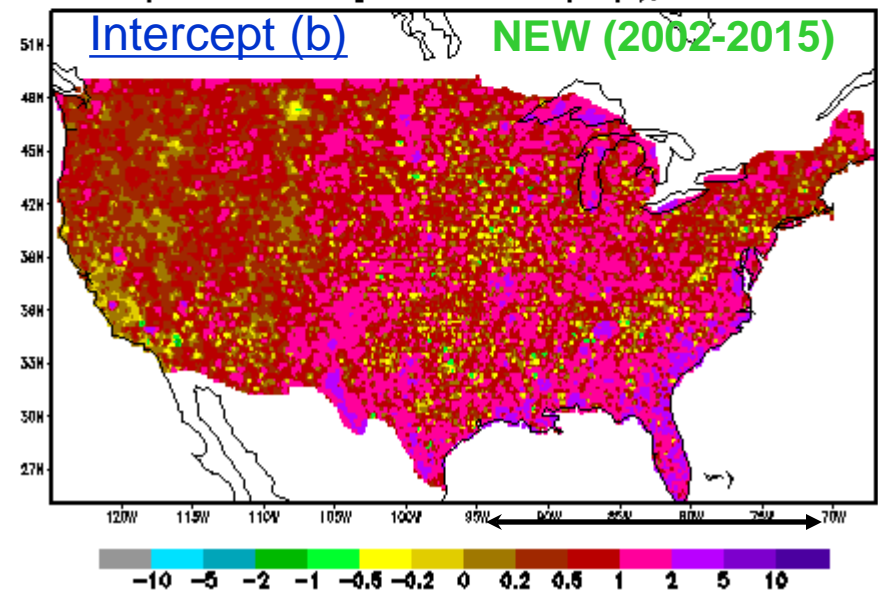 Intercept (b) NEW (2002-2015)
51N
48N
45N
42N
39N
36N
33N
30N
27N
120W 115W 110W 105W 100W 95W 90W 85W 80W 75W 70W
-10 -5 -2 -1 -0.5 -0.2 0 0.2 0.5 1 2 5 10